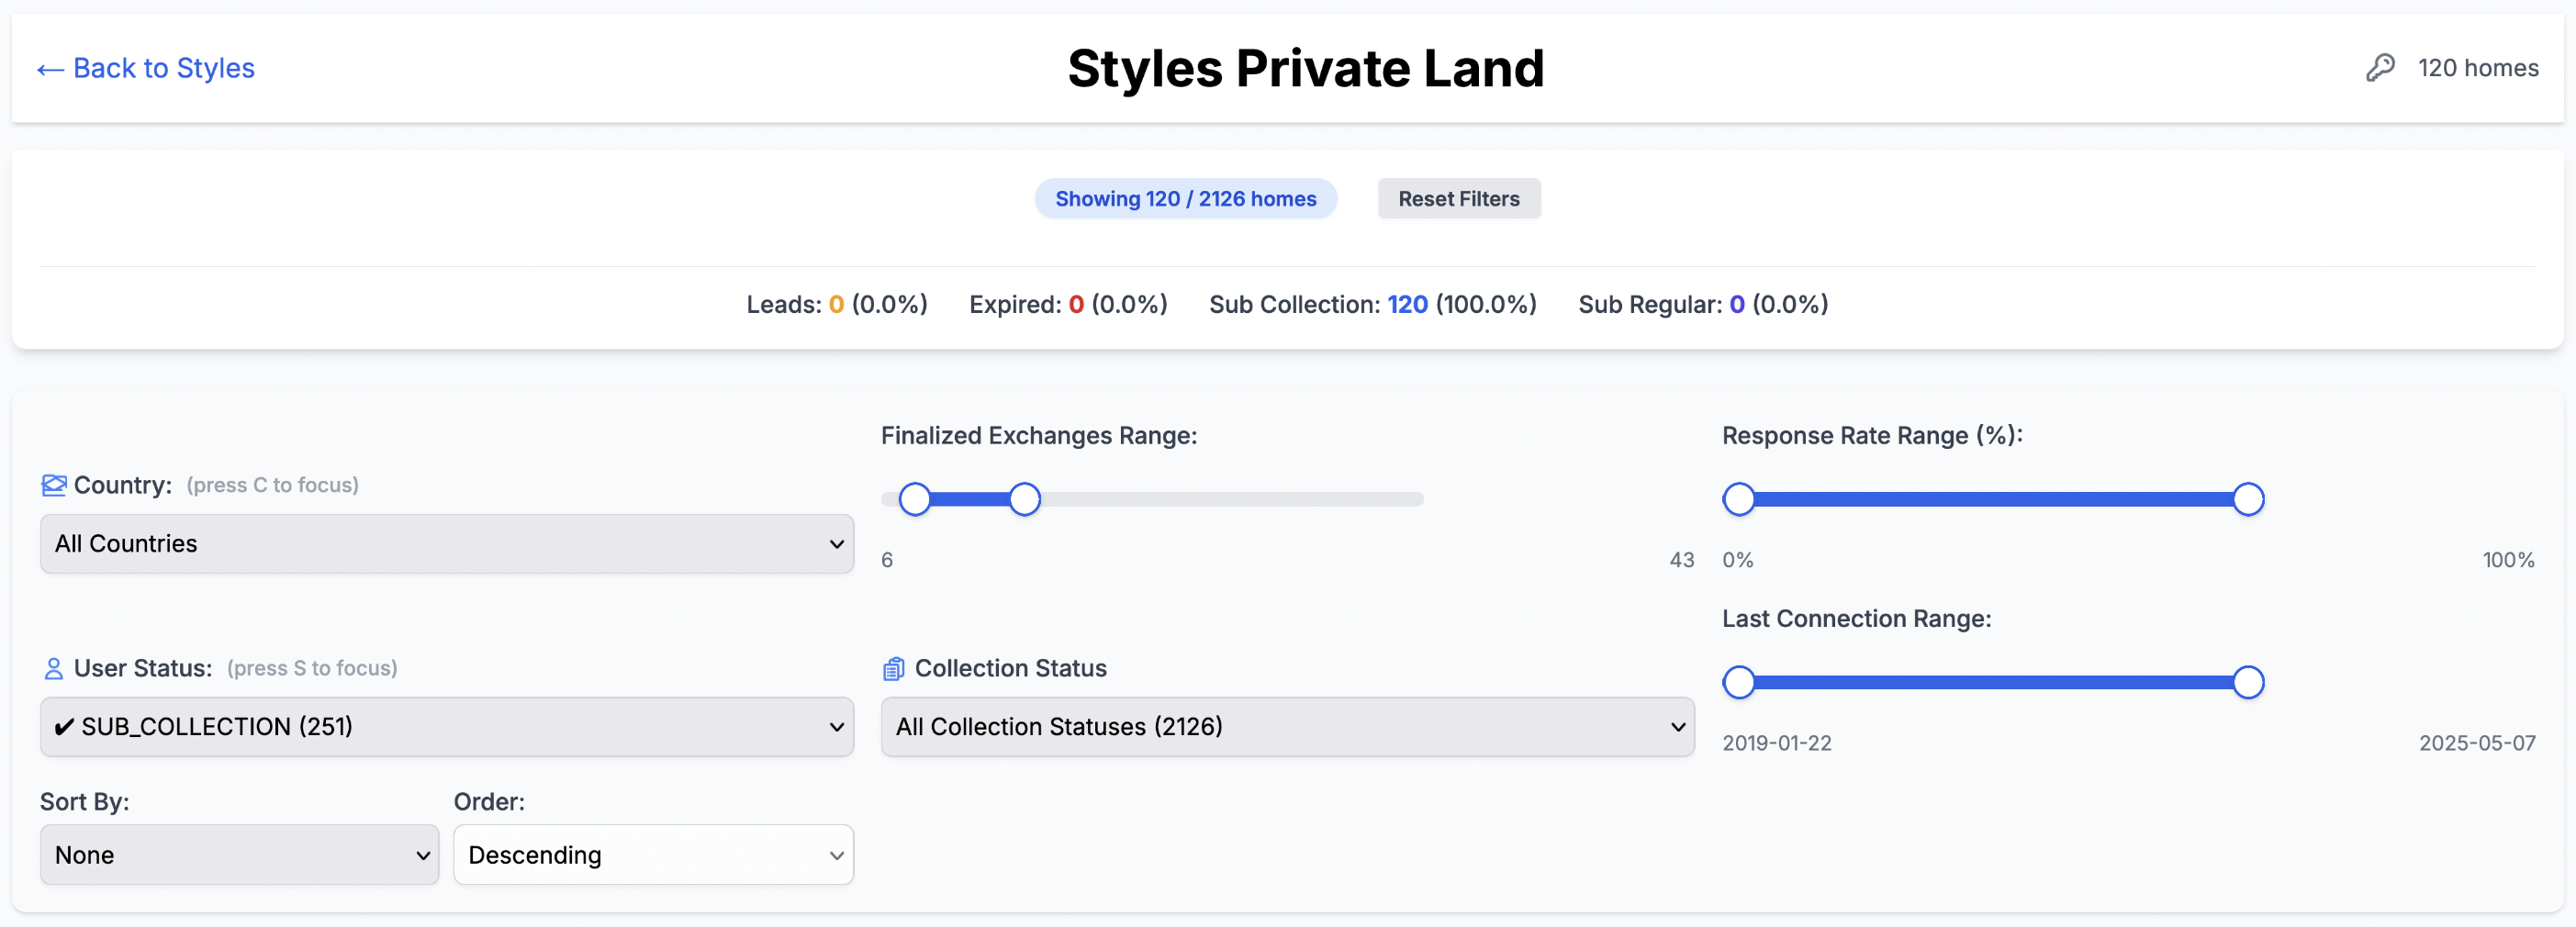 ← Back to Styles
Styles Private Land
120 homes
Showing 120 / 2126 homes
Reset Filters
Leads: 0 (0.0%)
Expired: 0 (0.0%)
Sub Collection: 120 (100.0%)
Sub Regular: 0 (0.0%)
Country: (press C to focus)
All Countries
Finalized Exchanges Range:
6
43
Response Rate Range (%):
0%
100%
User Status: (press S to focus)
✔ SUB_COLLECTION (251)
Collection Status
All Collection Statuses (2126)
Last Connection Range:
2019-01-22
2025-05-07
Sort By:
None
Order:
Descending